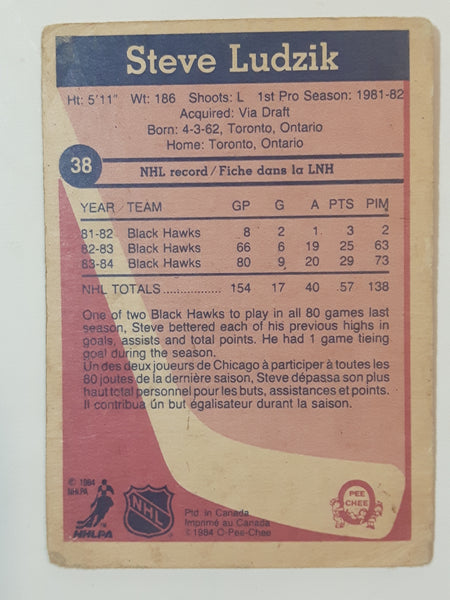 Steve Ludzik
Ht: 5'11" Wt: 186 Shoots: L 1st Pro Season: 1981-82
Acquired: Via Draft
Born: 4-3-62, Toronto, Ontario
Home: Toronto, Ontario
38 NHL record / Fiche dans la LNH
YEAR TEAM GP G A PTS PIM
81-82 Black Hawks 8 2 1 3 2
82-83 Black Hawks 66 6 19 25 63
83-84 Black Hawks 80 9 20 29 73
NHL TOTALS ................ 154 17 40 57 138
One of two Black Hawks to play in all 80 games last
season, Steve bettered each of his previous highs in
goals, assists and total points. He had 1 game tieing
goal during the season.
Un des deux joueurs de Chicago à participer à toutes les
80 joutes de la dernière saison, Steve dépassa son plus
haut total personnel pour les buts, assistances et points.
Il contribua un but égalisateur durant la saison.
© 1984
NHLPA
NHLPA
NHL
Ptd in Canada
Imprimé au Canada
© 1984 O-Pee-Chee
O
PEE
CHEE